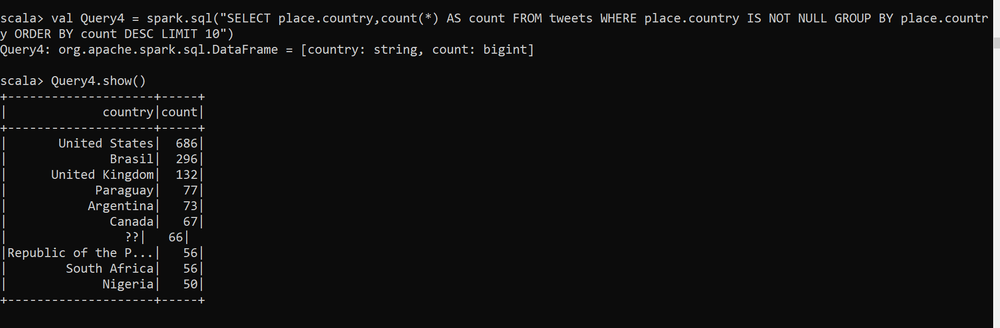 scala> val Query4 = spark.sql("SELECT place.country,count(*) AS count FROM tweets WHERE place.country IS NOT NULL GROUP BY place.countr
y ORDER BY count DESC LIMIT 10")
Query4: org.apache.spark.sql.DataFrame = [country: string, count: bigint]

scala> Query4.show()
+--------------------+-----+
|             country|count|
+--------------------+-----+
|       United States|  686|
|              Brasil|  296|
|      United Kingdom|  132|
|            Paraguay|   77|
|           Argentina|   73|
|              Canada|   67|
|                ??|   66|
|Republic of the P...|   56|
|        South Africa|   56|
|             Nigeria|   50|
+--------------------+-----+